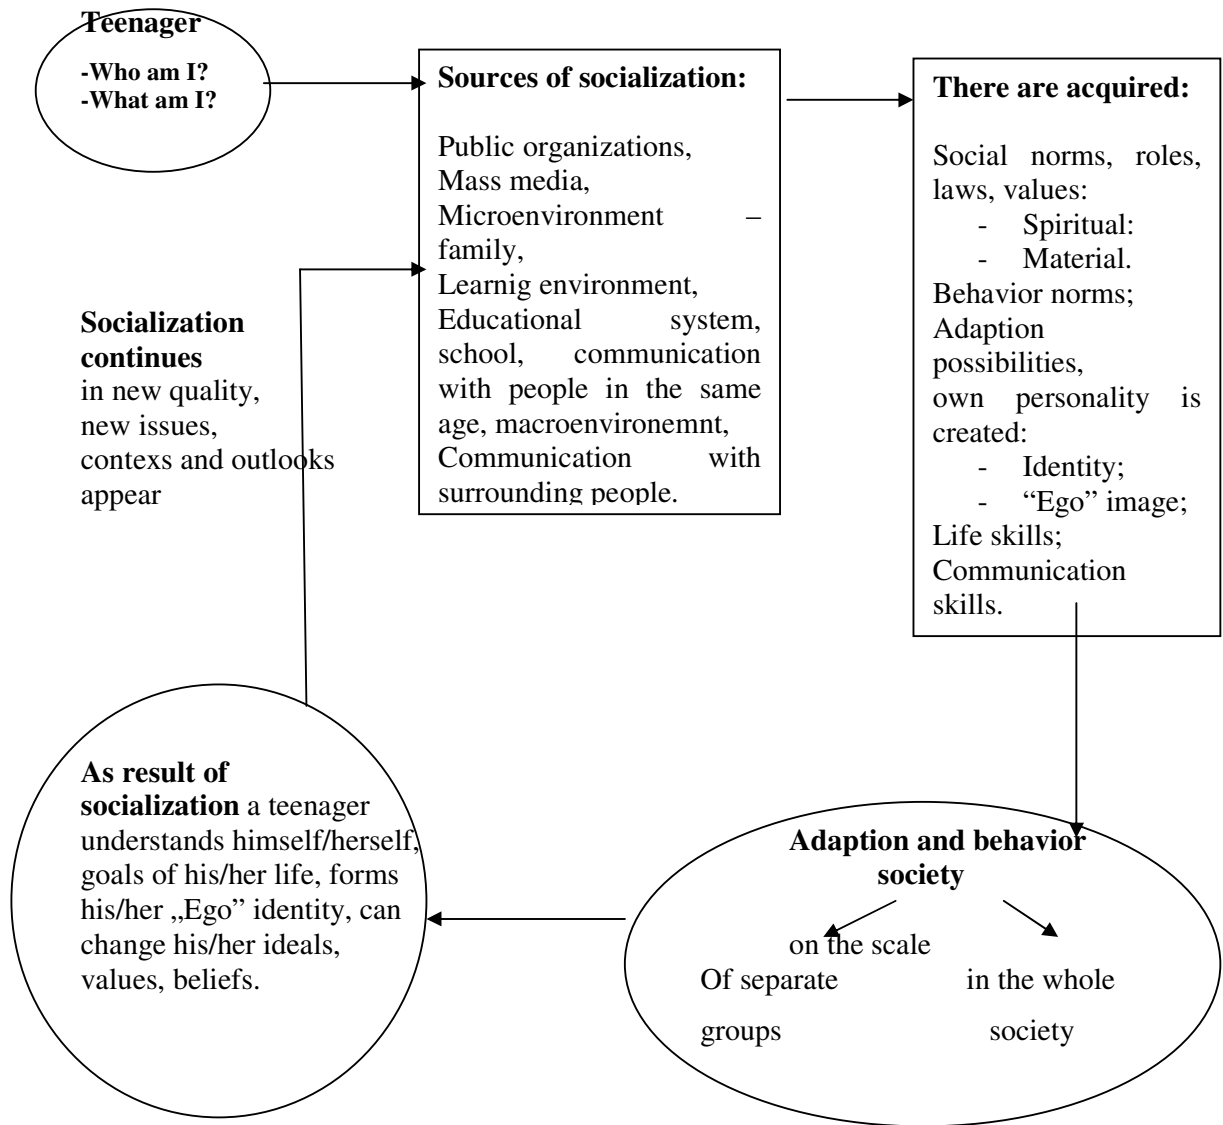 Teenager
-Who am I?
-What am I?
Sources of socialization:
Public organizations,
Mass media,
Microenvironment –
family,
Learnig environment,
Educational system,
school, communication
with people in the same
age, macroenvironemnt,
Communication with
surrounding people.
There are acquired:
Social norms, roles,
laws, values:
- Spiritual:
- Material.
Behavior norms;
Adaption
possibilities,
own personality is
created:
- Identity;
- “Ego” image;
Life skills;
Communication
skills.
Socialization
continues
in new quality,
new issues,
contexs and outlooks
appear
As result of
socialization a teenager
understands himself/herself,
goals of his/her life, forms
his/her „Ego” identity, can
change his/her ideals,
values, beliefs.
Adaption and behavior
society
on the scale
Of separate
groups
in the whole
society